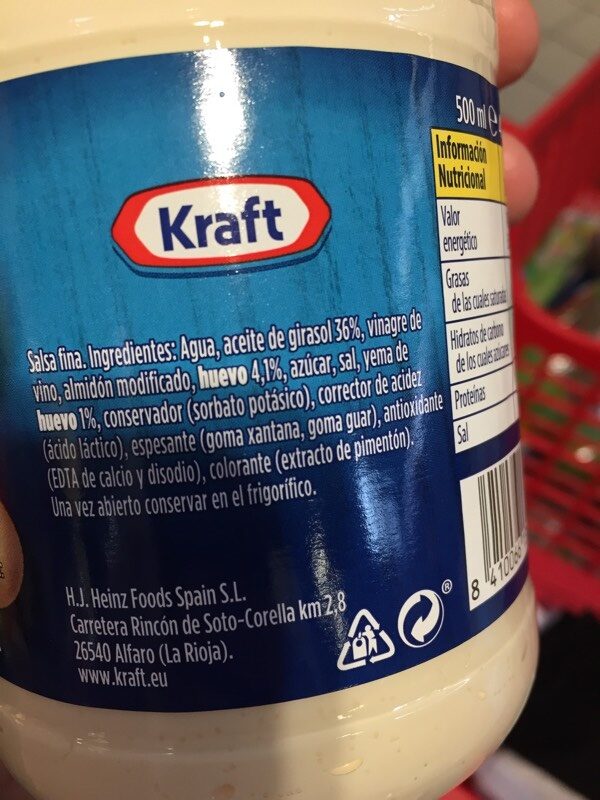 Kraft
Salsa fina. Ingredientes: Agua, aceite de girasol 36%, vinagre de
vino, almidón modificado, huevo 4,1%, azúcar, sal, yema de
huevo 1%, conservador (sorbato potásico), corrector de acidez
(ácido láctico), espesante (goma xantana, goma guar), antioxidante
(EDTA de calcio y disodio), colorante (extracto de pimentón).
Una vez abierto conservar en el frigorífico.
H.J. Heinz Foods Spain S.L.
Carretera Rincón de Soto-Corella km 2,8
26540 Alfaro (La Rioja).
www.kraft.eu
®
500 ml e
Información
Nutricional
Valor
energético
Grasas
de las cuales saturada
Hidratos de carbono
de los cuales azúcares
Proteínas
Sal
8 41006